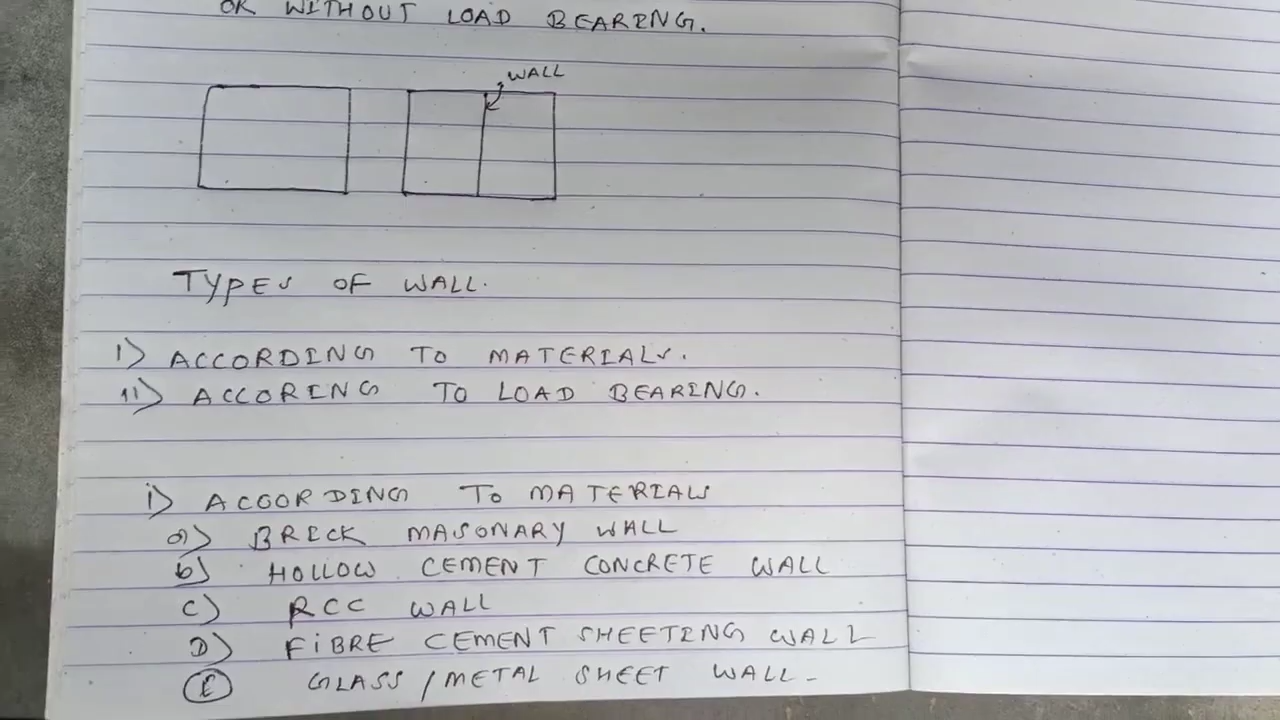 OR WITHOUT LOAD BEARING.
WALL
TYPES OF WALL.
I) ACCORDING TO MATERIALS.
II) ACCORING TO LOAD BEARING.
i) ACCORDING TO MATERIALS
a) BRICK MASONARY WALL
b) HOLLOW CEMENT CONCRETE WALL
C) RCC WALL
D) FIBRE CEMENT SHEETING WALL
E GLASS / METAL SHEET WALL -